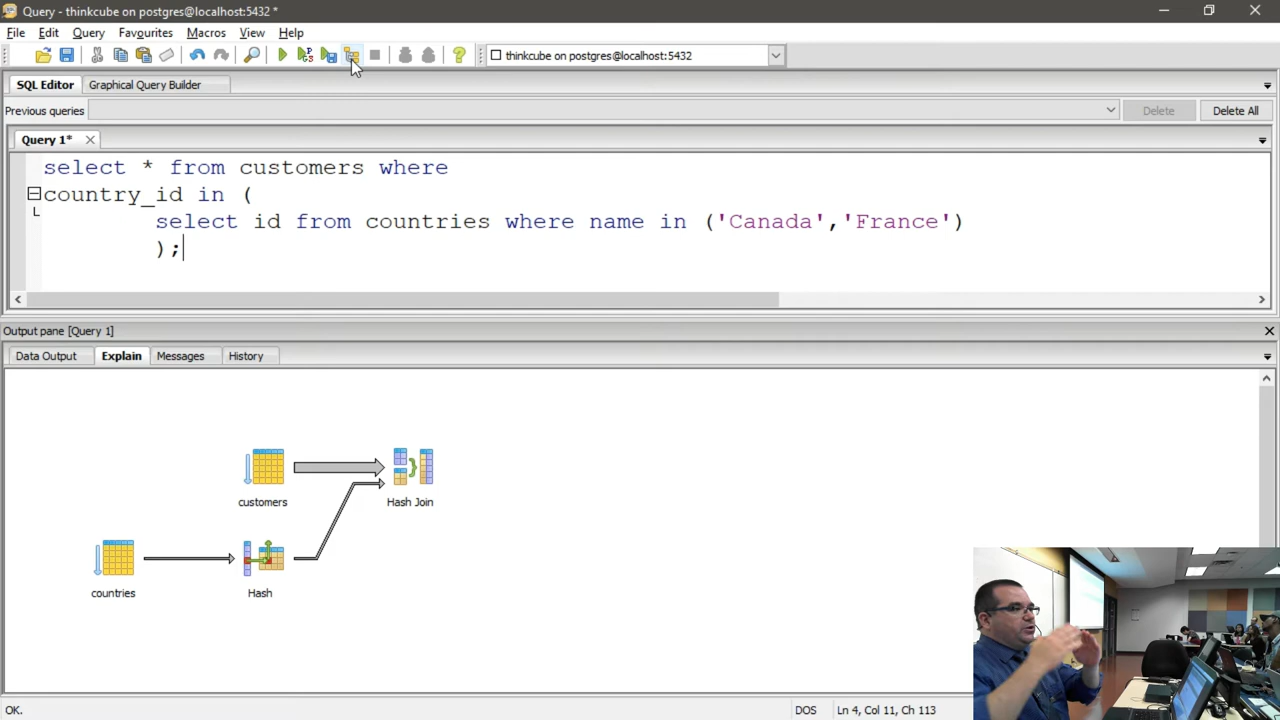 Query - thinkcube on postgres@localhost:5432 *
File Edit Query Favourites Macros View Help
thinkcube on postgres@localhost:5432
SQL Editor Graphical Query Builder
Previous queries Delete Delete All
Query 1*
select * from customers where
country_id in (
select id from countries where name in ('Canada','France')
);
Output pane [Query 1]
Data Output Explain Messages History
customers Hash Join
countries Hash
OK. DOS Ln 4, Col 11, Ch 113